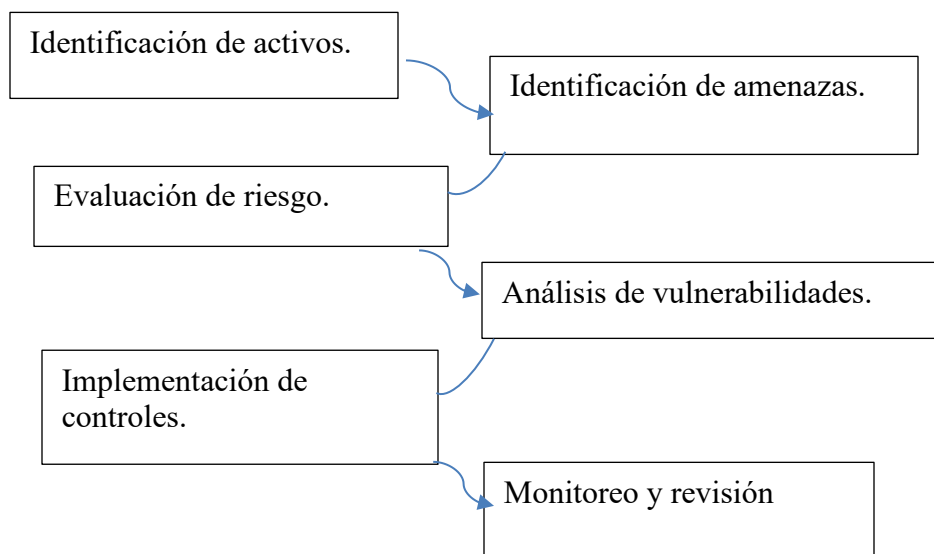 Identificación de activos.
Identificación de amenazas.
Evaluación de riesgo.
Análisis de vulnerabilidades.
Implementación de
controles.
Monitoreo y revisión